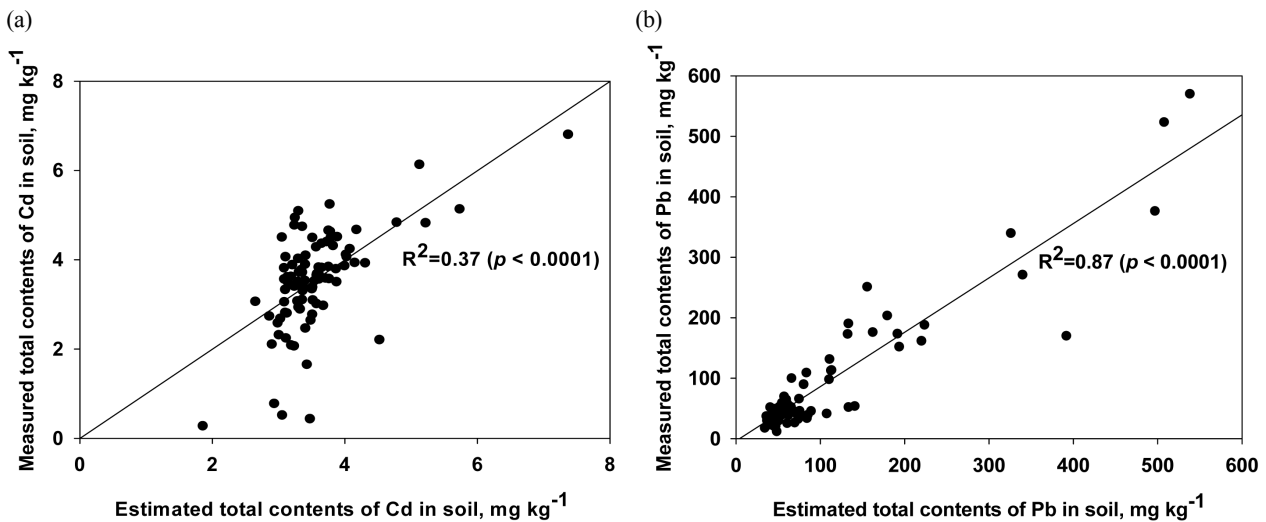 (a)
Measured total contents of Cd in soil, mg kg⁻¹
8
6
4
2
0
R²=0.37 (p < 0.0001)
0 2 4 6 8
Estimated total contents of Cd in soil, mg kg⁻¹
(b)
Measured total contents of Pb in soil, mg kg⁻¹
600
500
400
300
200
100
0
R²=0.87 (p < 0.0001)
0 100 200 300 400 500 600
Estimated total contents of Pb in soil, mg kg⁻¹